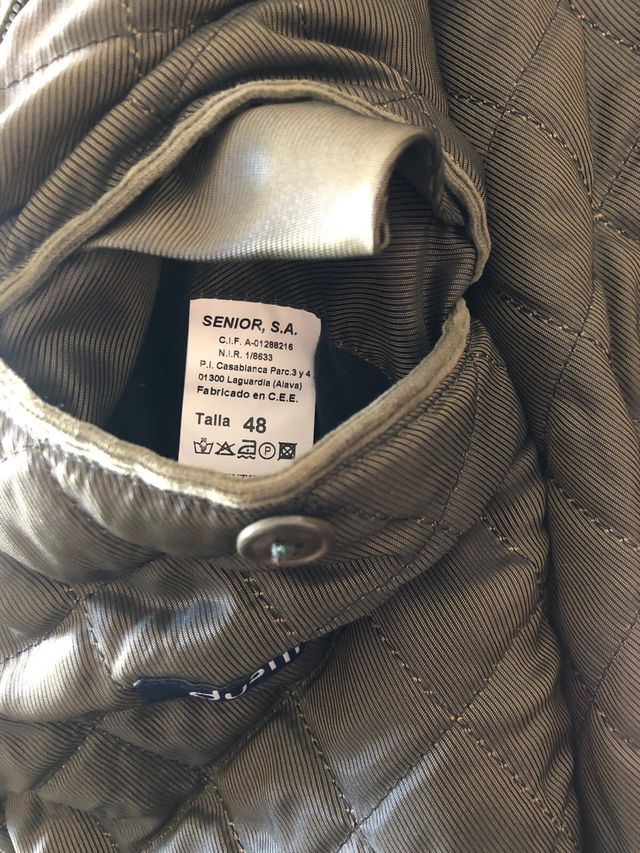 SENIOR, S.A.
C.I.F. A-01288216
N.I.R. 1/8633
P.I. Casablanca Parc.3 y 4
01300 Laguardia (Alava)
Fabricado en C.E.E.
Talla 48